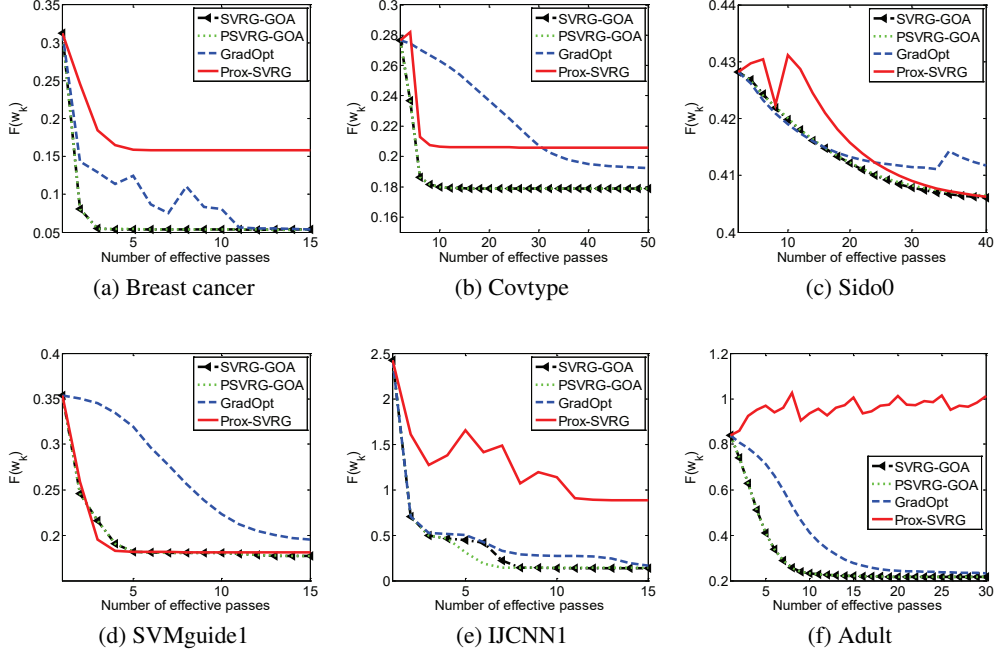 0.35
0.3
0.25
0.2
0.15
0.1
0.05
F(w_k)
5 10 15
Number of effective passes
SVRG-GOA
PSVRG-GOA
GradOpt
Prox-SVRG
(a) Breast cancer
0.3
0.28
0.26
0.24
0.22
0.2
0.18
0.16
F(w_k)
10 20 30 40 50
Number of effective passes
SVRG-GOA
PSVRG-GOA
GradOpt
Prox-SVRG
(b) Covtype
0.44
0.43
0.42
0.41
0.4
F(w_k)
10 20 30 40
Number of effective passes
SVRG-GOA
PSVRG-GOA
GradOpt
Prox-SVRG
(c) Sido0
0.4
0.35
0.3
0.25
0.2
F(w_k)
5 10 15
Number of effective passes
SVRG-GOA
PSVRG-GOA
GradOpt
Prox-SVRG
(d) SVMguide1
2.5
2
1.5
1
0.5
0
F(w_k)
5 10 15
Number of effective passes
SVRG-GOA
PSVRG-GOA
GradOpt
Prox-SVRG
(e) IJCNN1
1.2
1
0.8
0.6
0.4
0.2
F(w_k)
5 10 15 20 25 30
Number of effective passes
SVRG-GOA
PSVRG-GOA
GradOpt
Prox-SVRG
(f) Adult